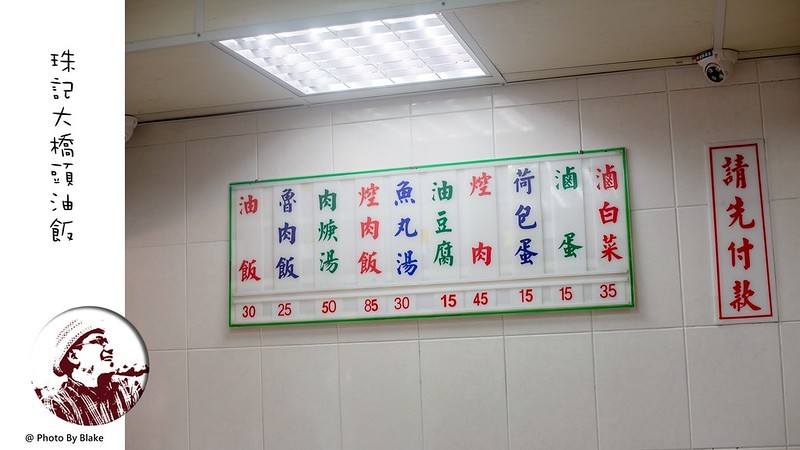 珠記大橋頭油飯
@ Photo By Blake
油飯 30
魯肉飯 25
肉焿湯 50
焢肉飯 85
魚丸湯 30
油豆腐 15
焢肉 45
荷包蛋 15
滷蛋 15
滷白菜 35
請先付款